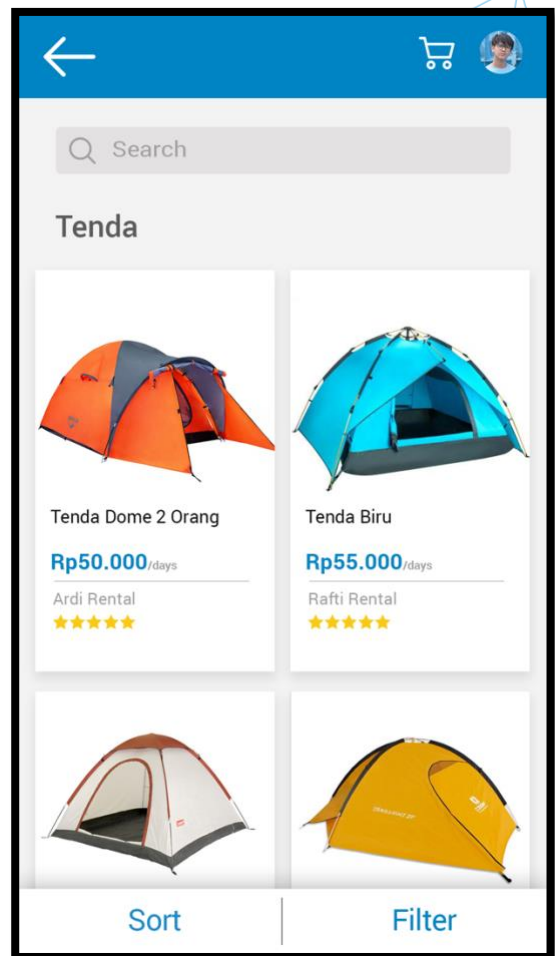 Search
Tenda
Tenda Dome 2 Orang
Rp50.000/days
Ardi Rental
Tenda Biru
Rp55.000/days
Rafti Rental
Sort
Filter